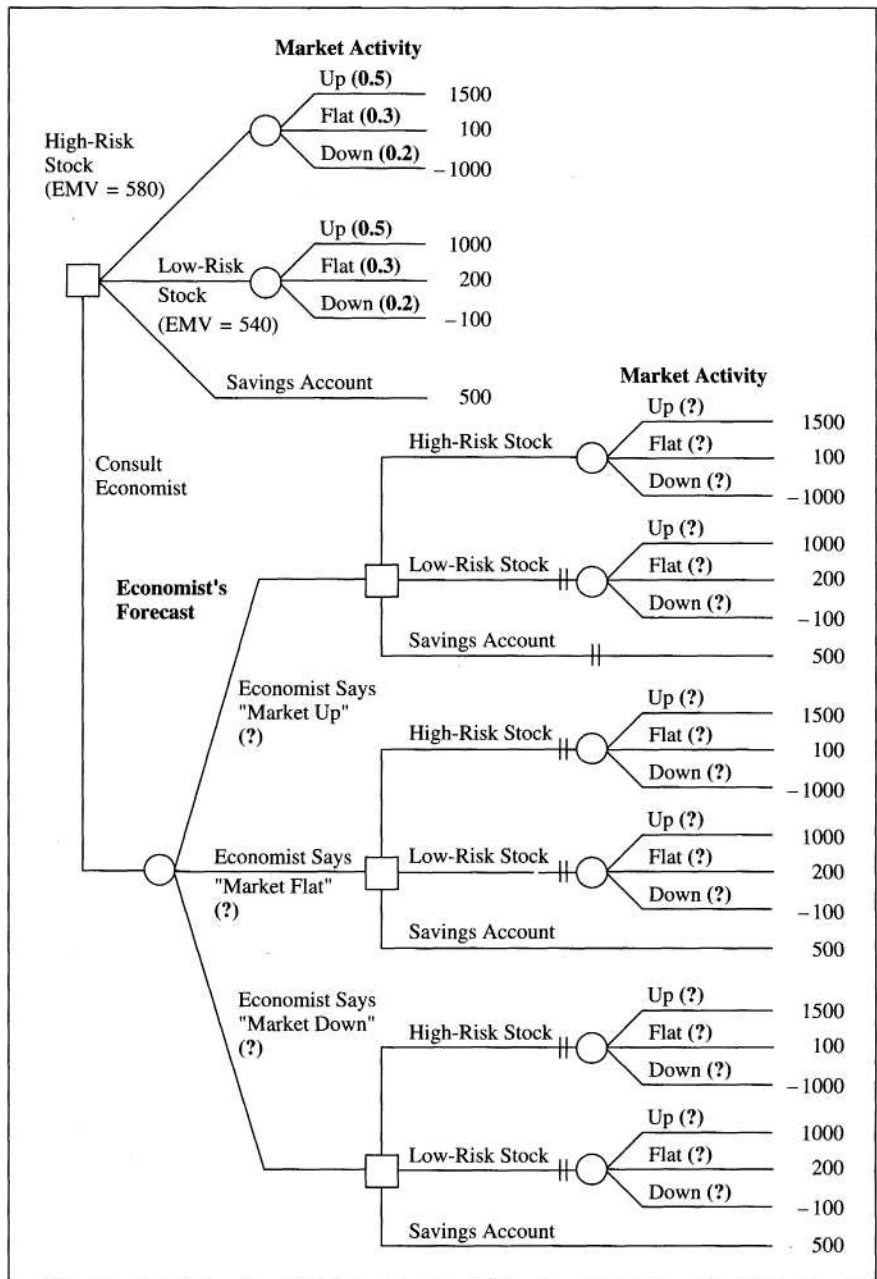 Market Activity
Up (0.5)
1500
Flat (0.3)
100
Down (0.2)
-1000
High-Risk
Stock
(EMV = 580)
Up (0.5)
1000
Low-Risk
Flat (0.3)
200
Stock
Down (0.2)
-100
(EMV = 540)
Savings Account
500
Market Activity
Up (?)
1500
High-Risk Stock
Flat (?)
100
Down (?)
-1000
Consult
Economist
Up (?)
1000
Low-Risk Stock
Flat (?)
200
Down (?)
-100
Economist's
Forecast
Savings Account
500
Economist Says
"Market Up"
(?)
Up (?)
1500
High-Risk Stock
Flat (?)
100
Down (?)
-1000
Up (?)
1000
Economist Says
Low-Risk Stock
Flat (?)
200
"Market Flat"
(?)
Down (?)
-100
Savings Account
500
Economist Says
"Market Down"
(?)
Up (?)
1500
High-Risk Stock
Flat (?)
100
Down (?)
-1000
Up (?)
1000
Low-Risk Stock
Flat (?)
200
Down (?)
-100
Savings Account
500